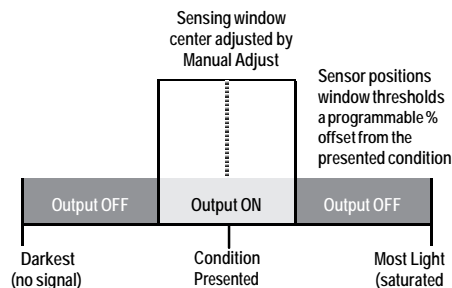 Sensing window
center adjusted by
Manual Adjust
Sensor positions
window thresholds
a programmable %
offset from the
presented condition
Output OFF
Output ON
Output OFF
Darkest
(no signal)
Condition
Presented
Most Light
(saturated